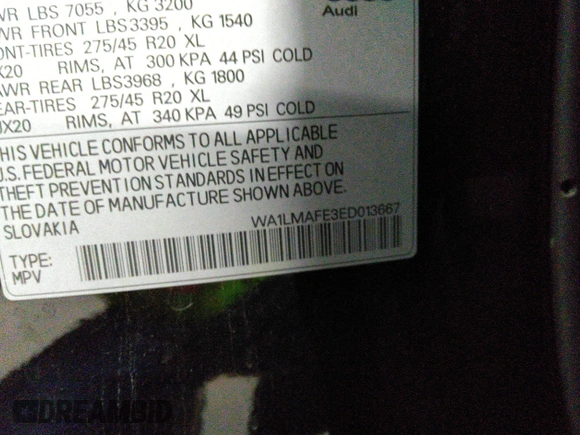 WR LBS 7055 , KG 3200
Audi
WR FRONT LBS3395 , KG 1540
ONT-TIRES 275/45 R20 XL
X20 RIMS, AT 300 KPA 44 PSI COLD
AWR REAR LBS3968 , KG 1800
EAR-TIRES 275/45 R20 XL
JX20 RIMS, AT 340 KPA 49 PSI COLD
HIS VEHICLE CONFORMS TO ALL APPLICABLE
U.S. FEDERAL MOTOR VEHICLE SAFETY AND
THEFT PREVENTION STANDARDS IN EFFECT ON
THE DATE OF MANUFACTURE SHOWN ABOVE.
SLOVAKIA WA1LMAFE3ED013667
TYPE:
MPV
DREAMBID